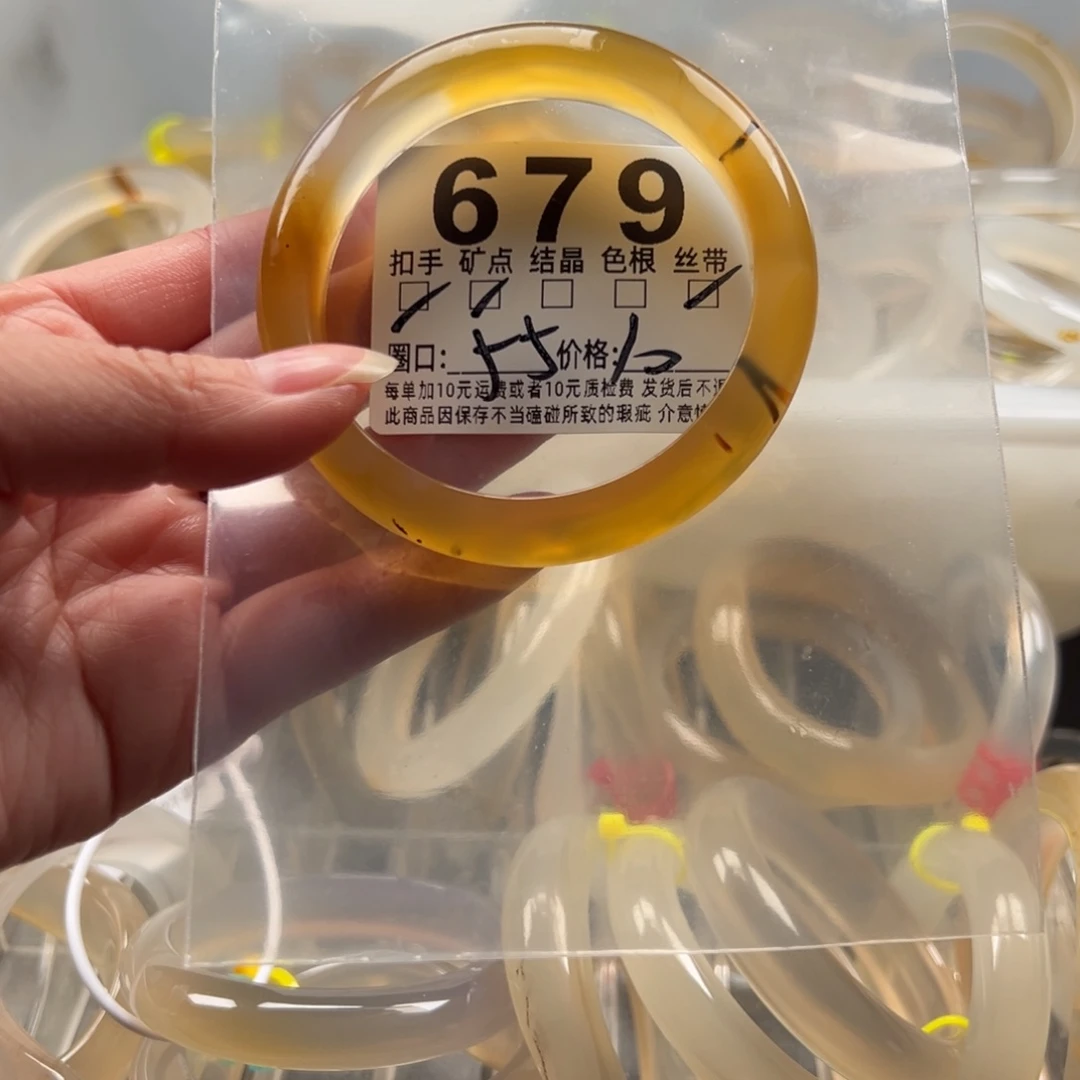 679
扣手 矿点 结晶 色根 丝带
圈口: 55 价格:
每单加10元运费或者10元质检费 发货后不
此商品因保存不当磕碰所致的瑕疵 介意